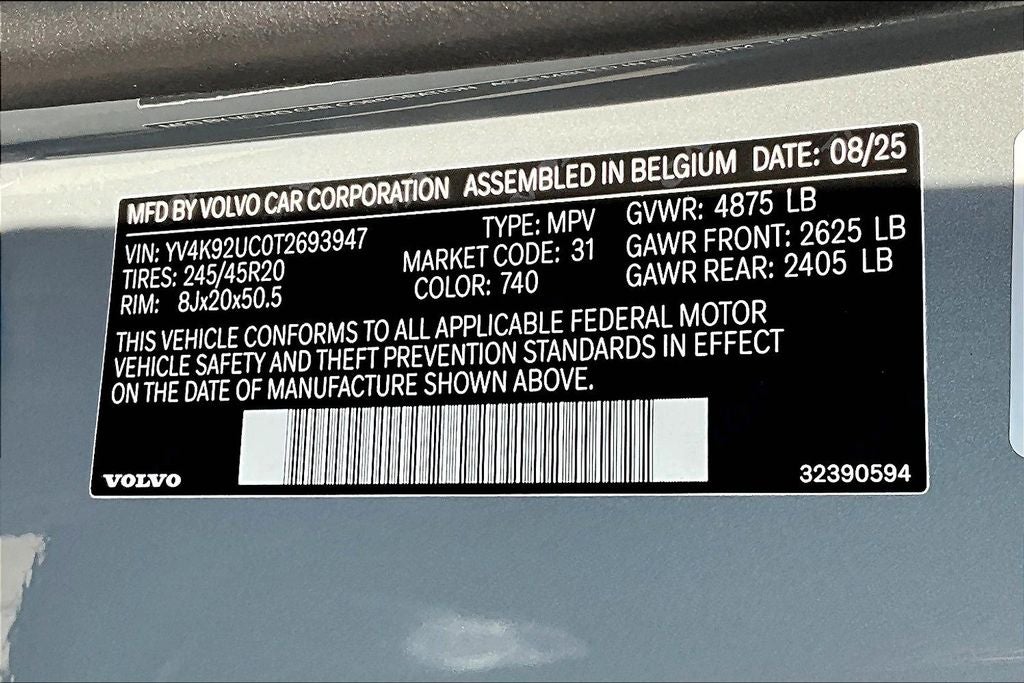 MFD BY VOLVO CAR CORPORATION ASSEMBLED IN BELGIUM DATE: 08/25
VIN: YV4K92UC0T2693947 TYPE: MPV GVWR: 4875 LB
TIRES: 245/45R20 MARKET CODE: 31 GAWR FRONT: 2625 LB
RIM: 8Jx20x50.5 COLOR: 740 GAWR REAR: 2405 LB
THIS VEHICLE CONFORMS TO ALL APPLICABLE FEDERAL MOTOR
VEHICLE SAFETY AND THEFT PREVENTION STANDARDS IN EFFECT
ON THE DATE OF MANUFACTURE SHOWN ABOVE.
VOLVO 32390594